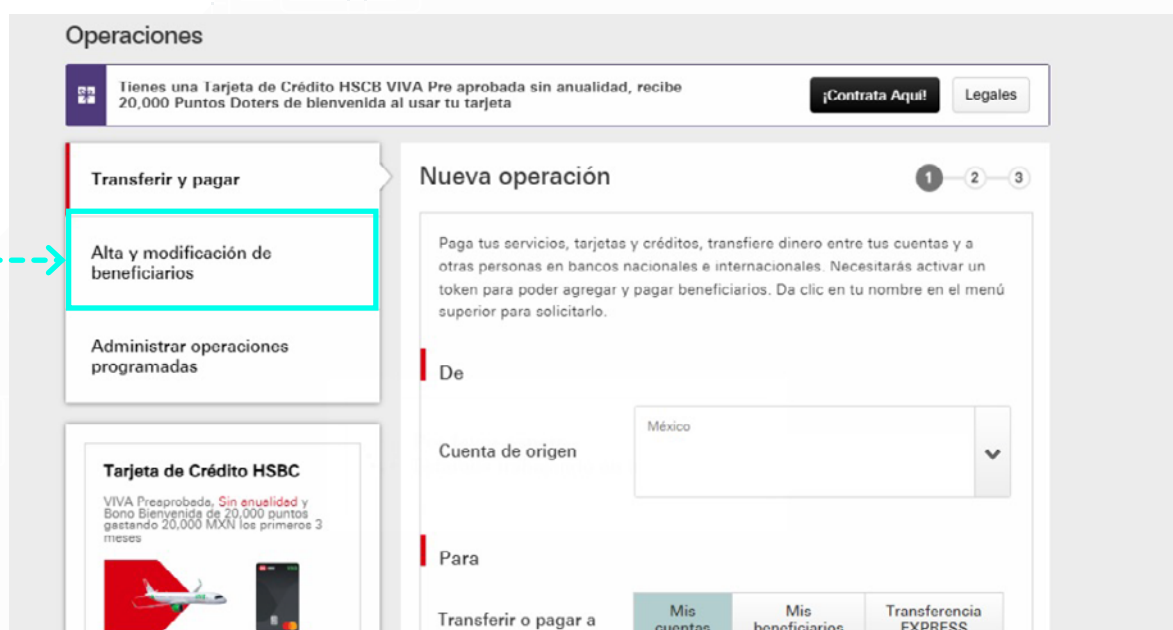 Operaciones
Tienes una Tarjeta de Crédito HSCB VIVA Pre aprobada sin anualidad, recibe
20,000 Puntos Doters de bienvenida al usar tu tarjeta
¡Contrata Aquí!
Legales
Transferir y pagar
Alta y modificación de
beneficiarios
Administrar operaciones
programadas
Tarjeta de Crédito HSBC
VIVA Preaprobada, Sin anualidad y
Bono Bienvenida de 20,000 puntos
gastando 20,000 MXN los primeros 3
meses
Nueva operación
1 2 3
Paga tus servicios, tarjetas y créditos, transfiere dinero entre tus cuentas y a
otras personas en bancos nacionales e internacionales. Necesitarás activar un
token para poder agregar y pagar beneficiarios. Da clic en tu nombre en el menú
superior para solicitarlo.
De
Cuenta de origen
México
Para
Transferir o pagar a
Mis
cuentas
Mis
beneficiarios
Transferencia
EXPRESS